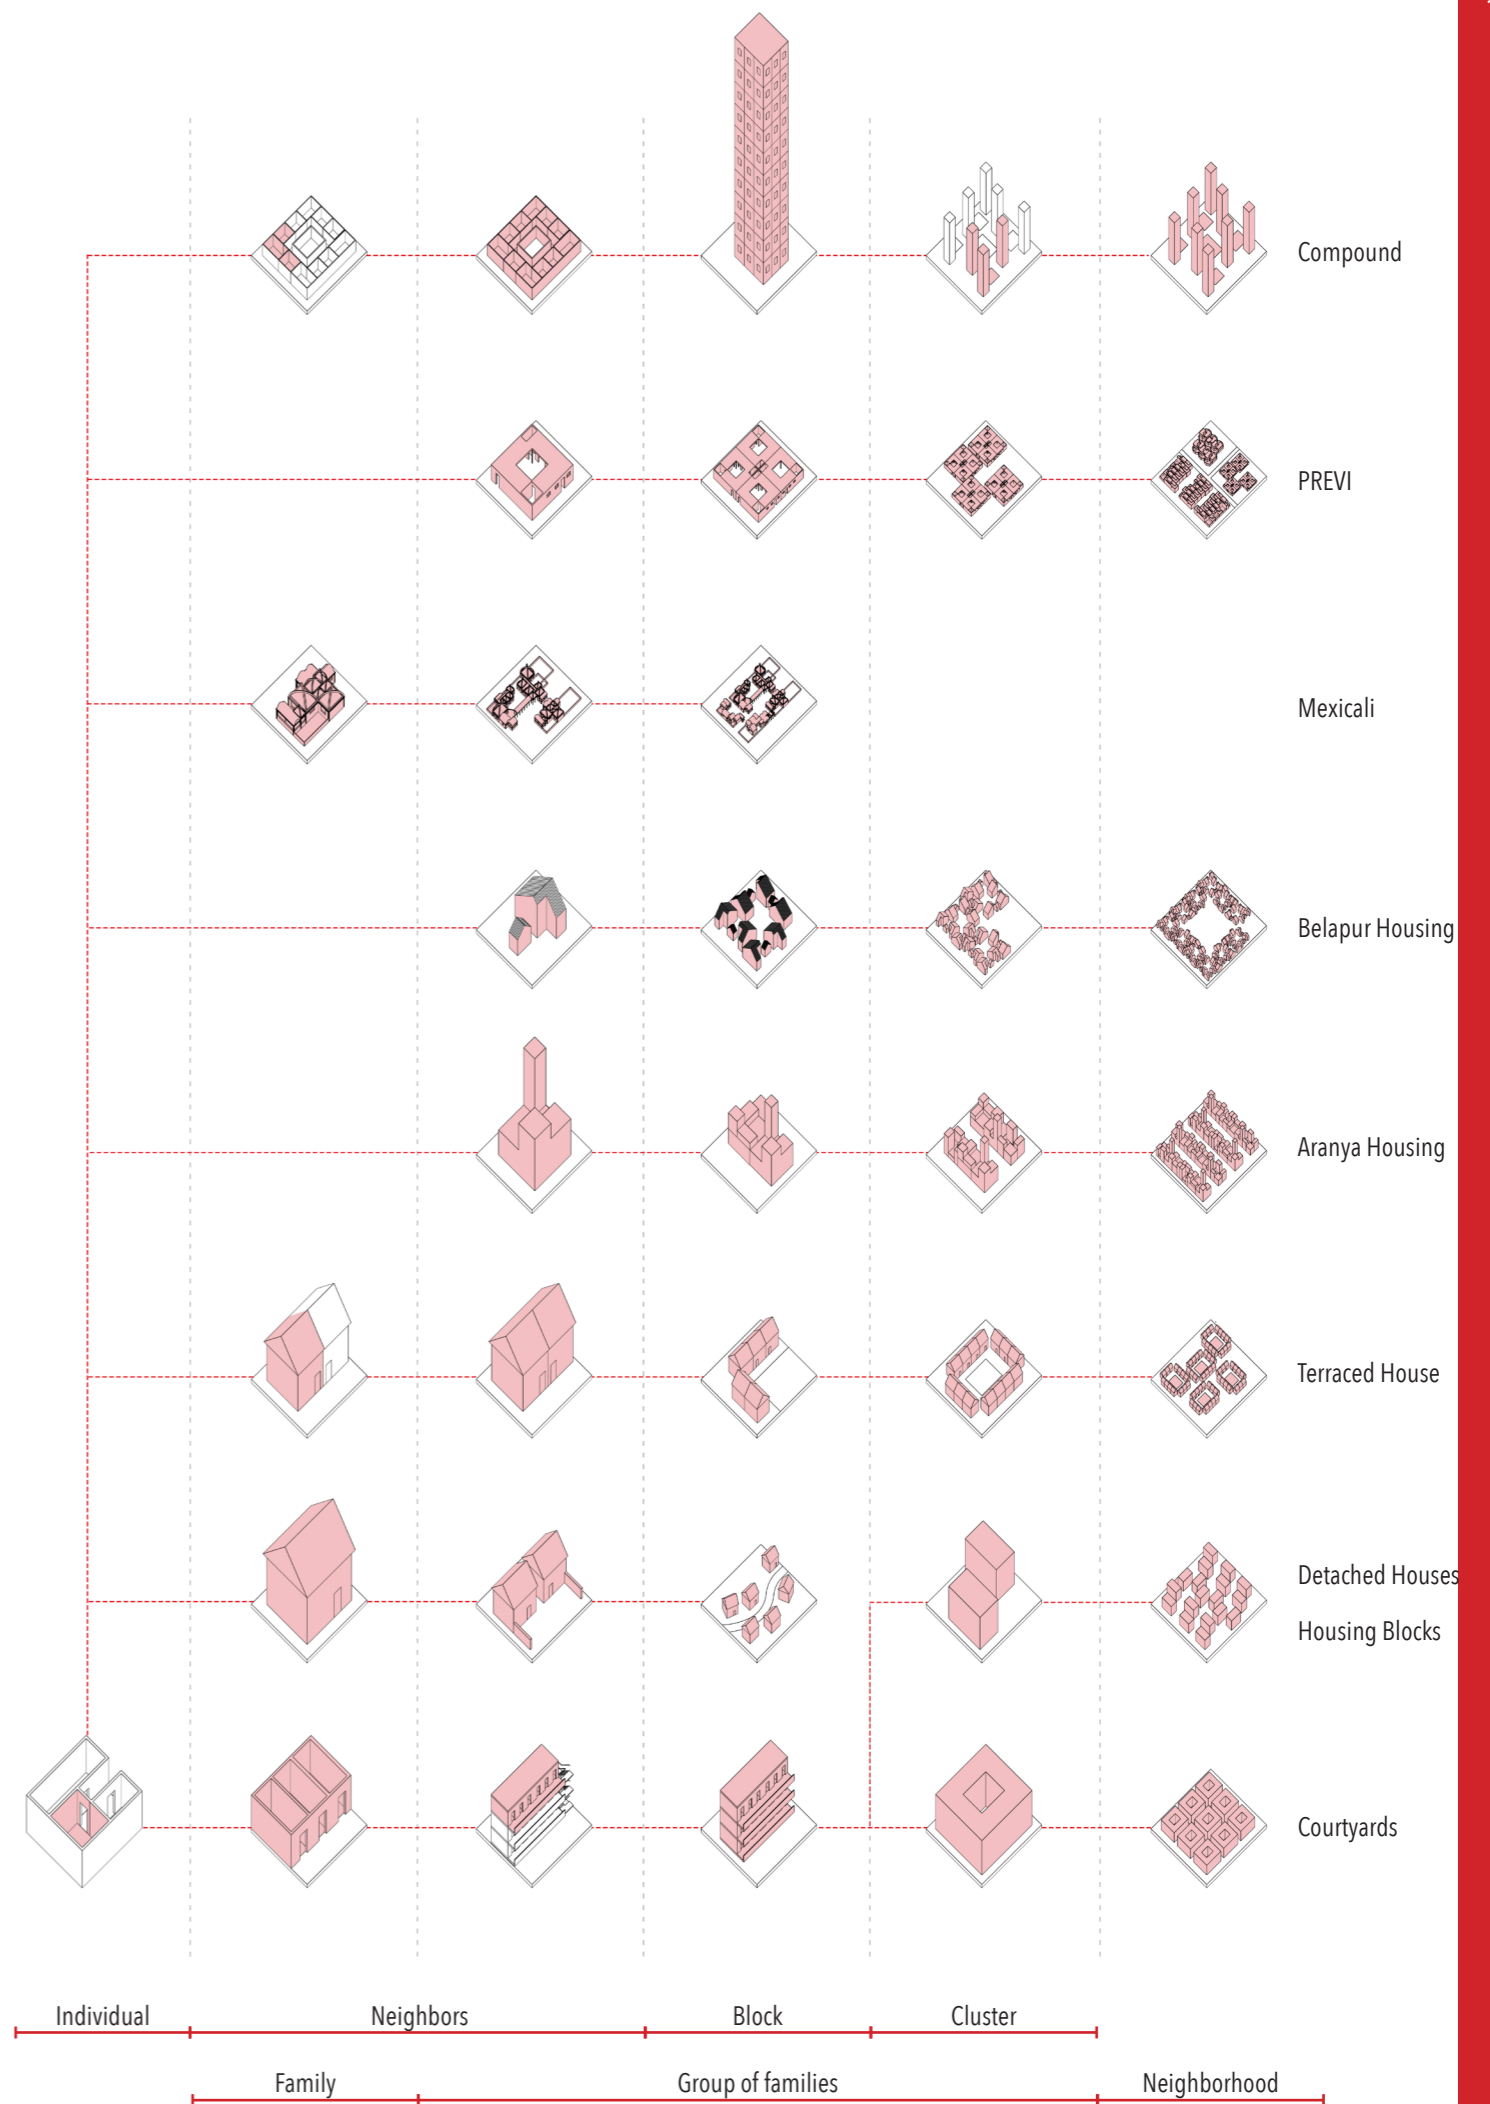 Compound
PREVI
Mexicali
Belapur Housing
Aranya Housing
Terraced House
Detached Houses
Housing Blocks
Courtyards
Individual Neighbors Block Cluster
Family Group of families Neighborhood